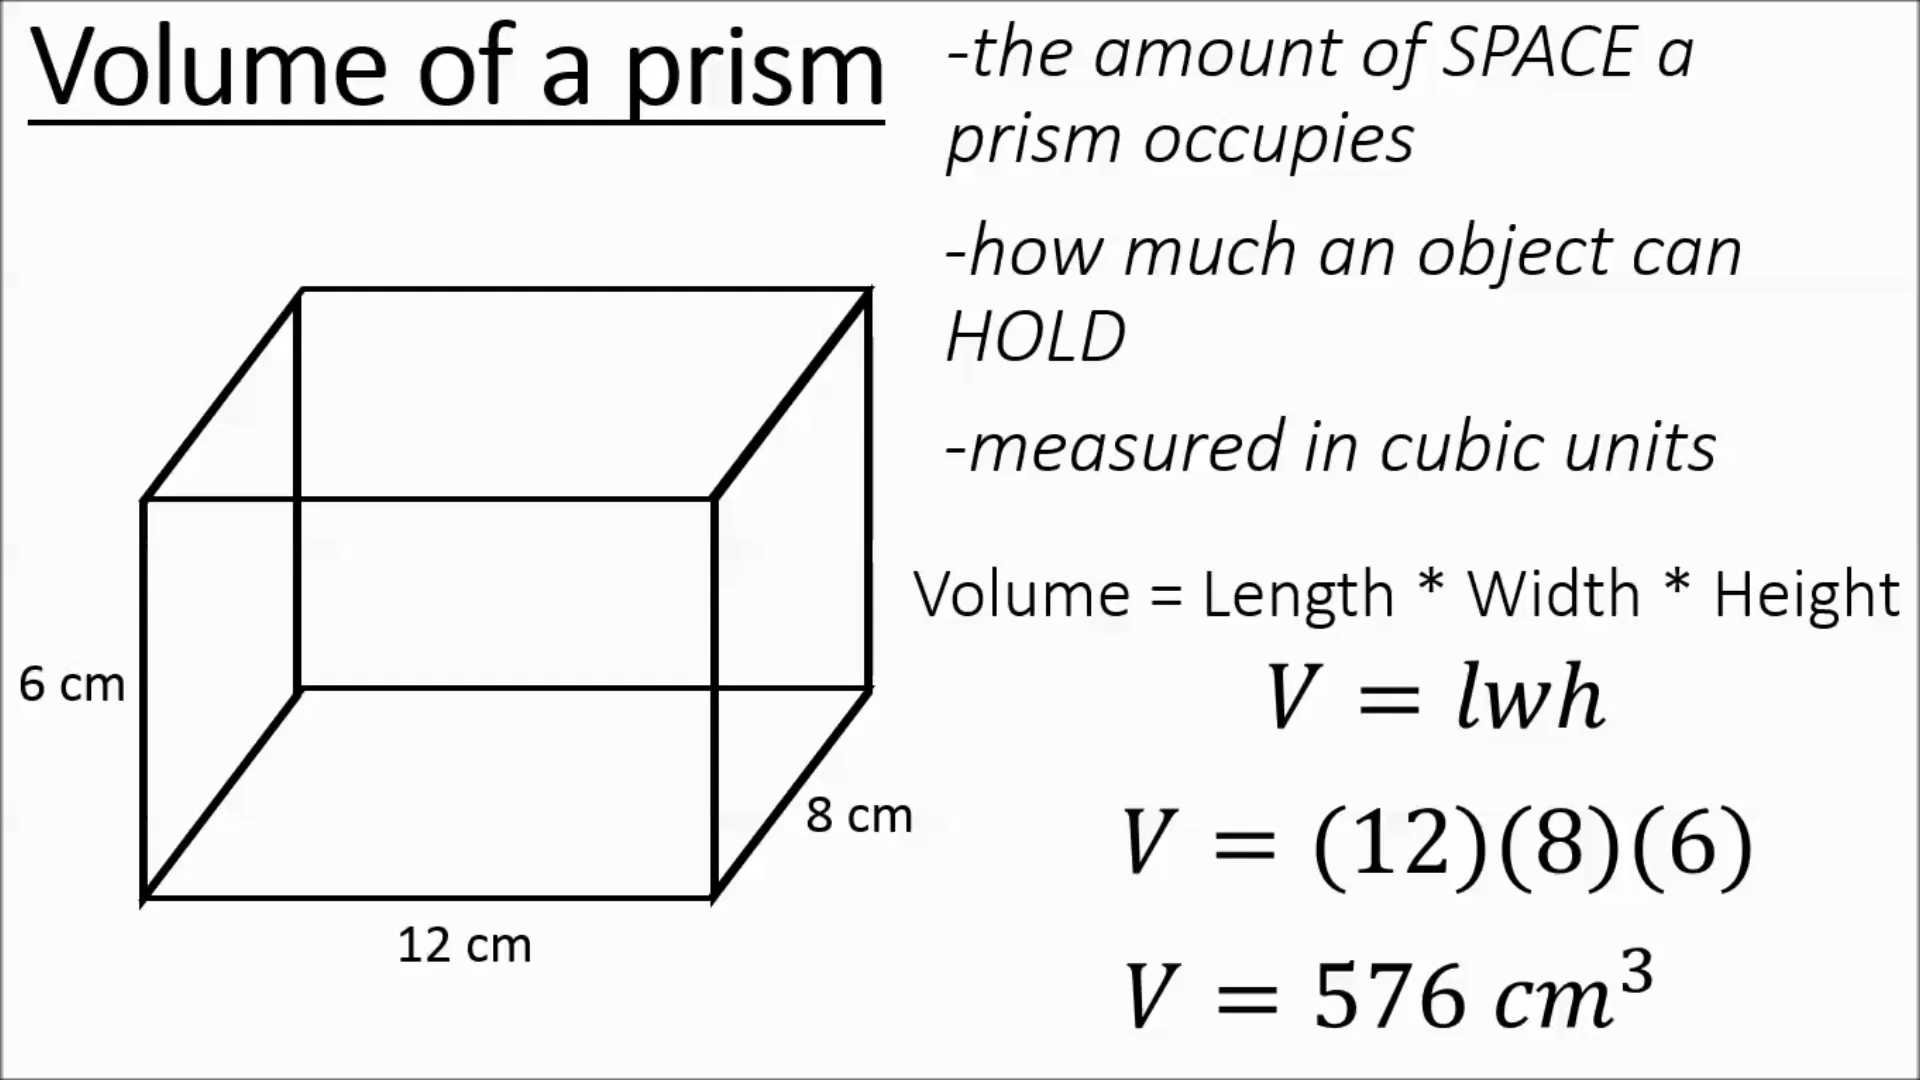 Volume of a prism
-the amount of SPACE a
prism occupies
-how much an object can
HOLD
-measured in cubic units
Volume = Length * Width * Height
V = lwh
V = (12)(8)(6)
V = 576 cm³
6 cm
8 cm
12 cm